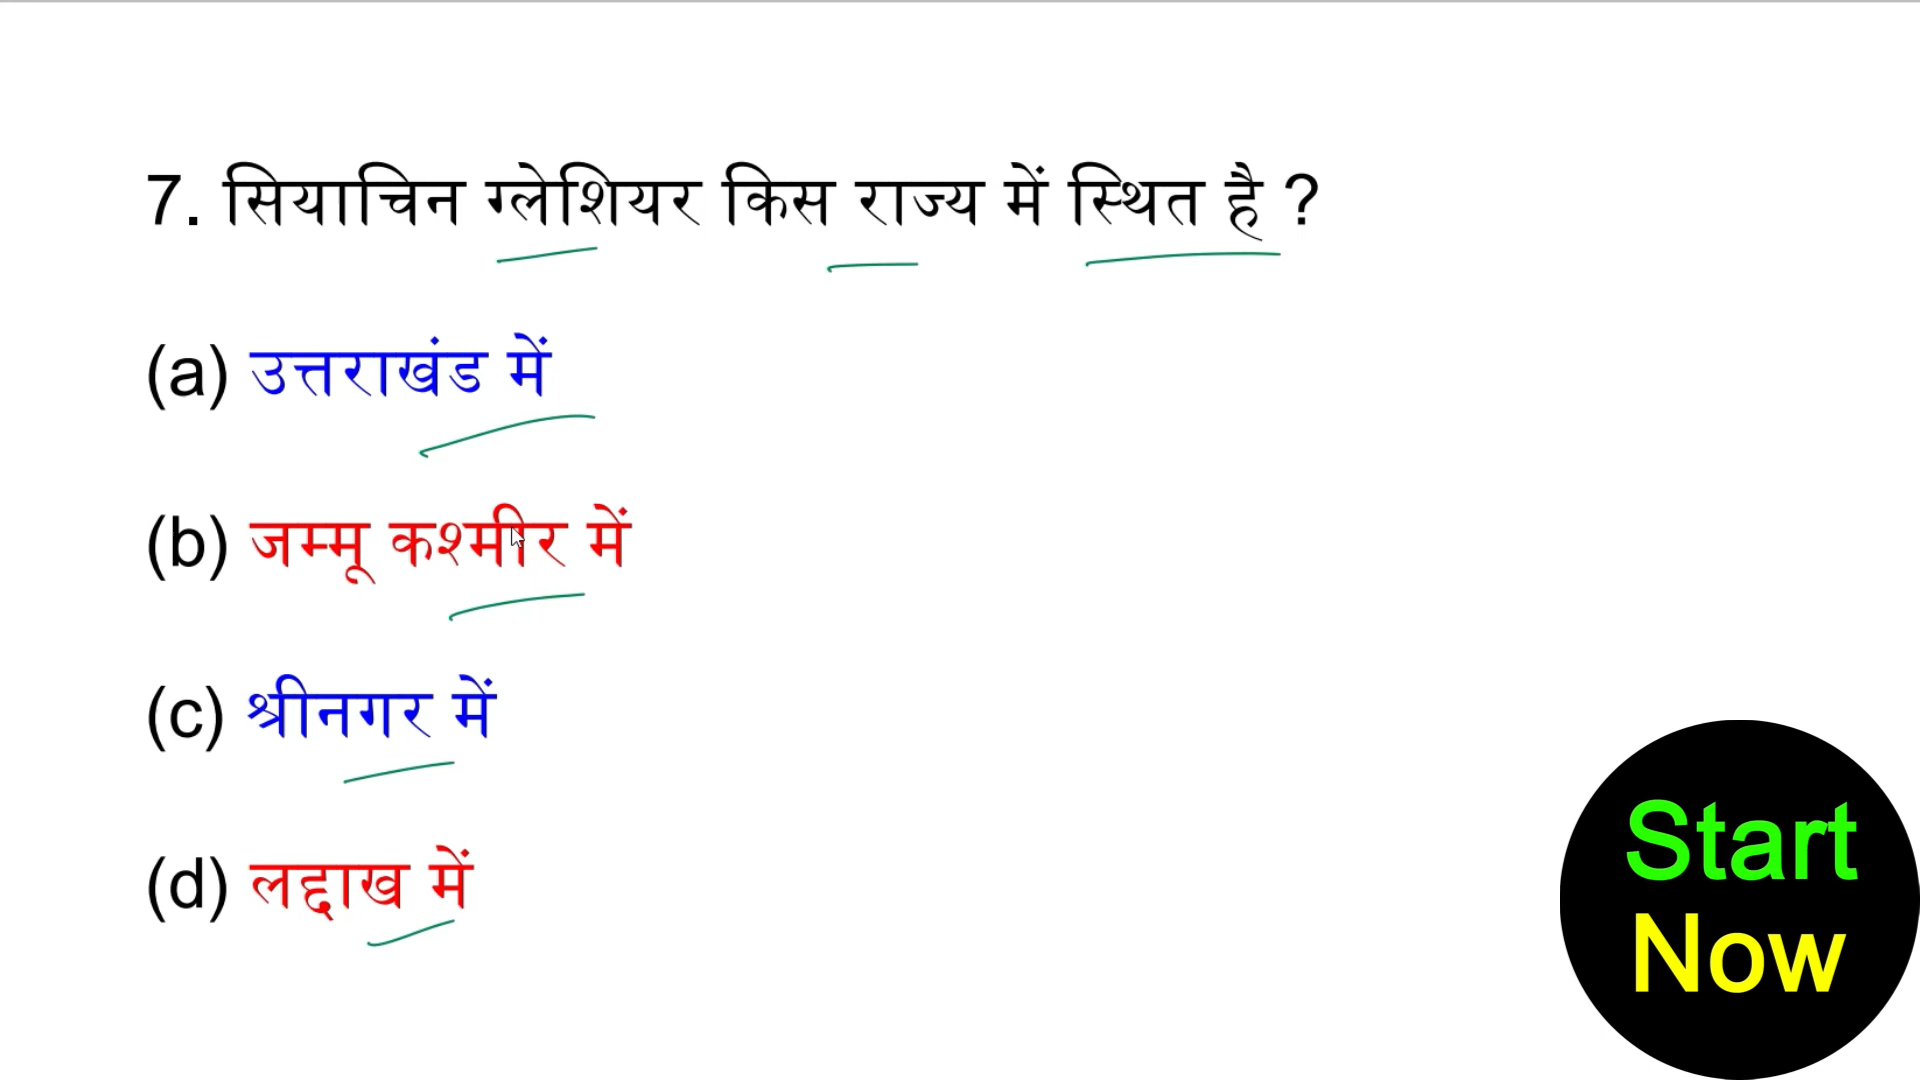 7. सियाचिन ग्लेशियर किस राज्य में स्थित है ?
(a) उत्तराखंड में
(b) जम्मू कश्मीर में
(c) श्रीनगर में
(d) लद्दाख में
Start
Now